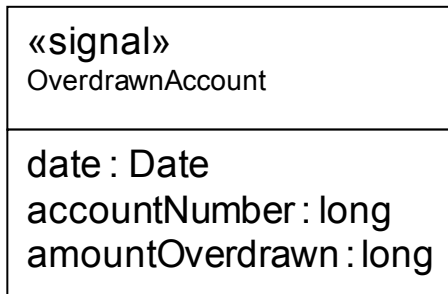 «signal»
OverdrawnAccount
date : Date
accountNumber : long
amountOverdrawn : long